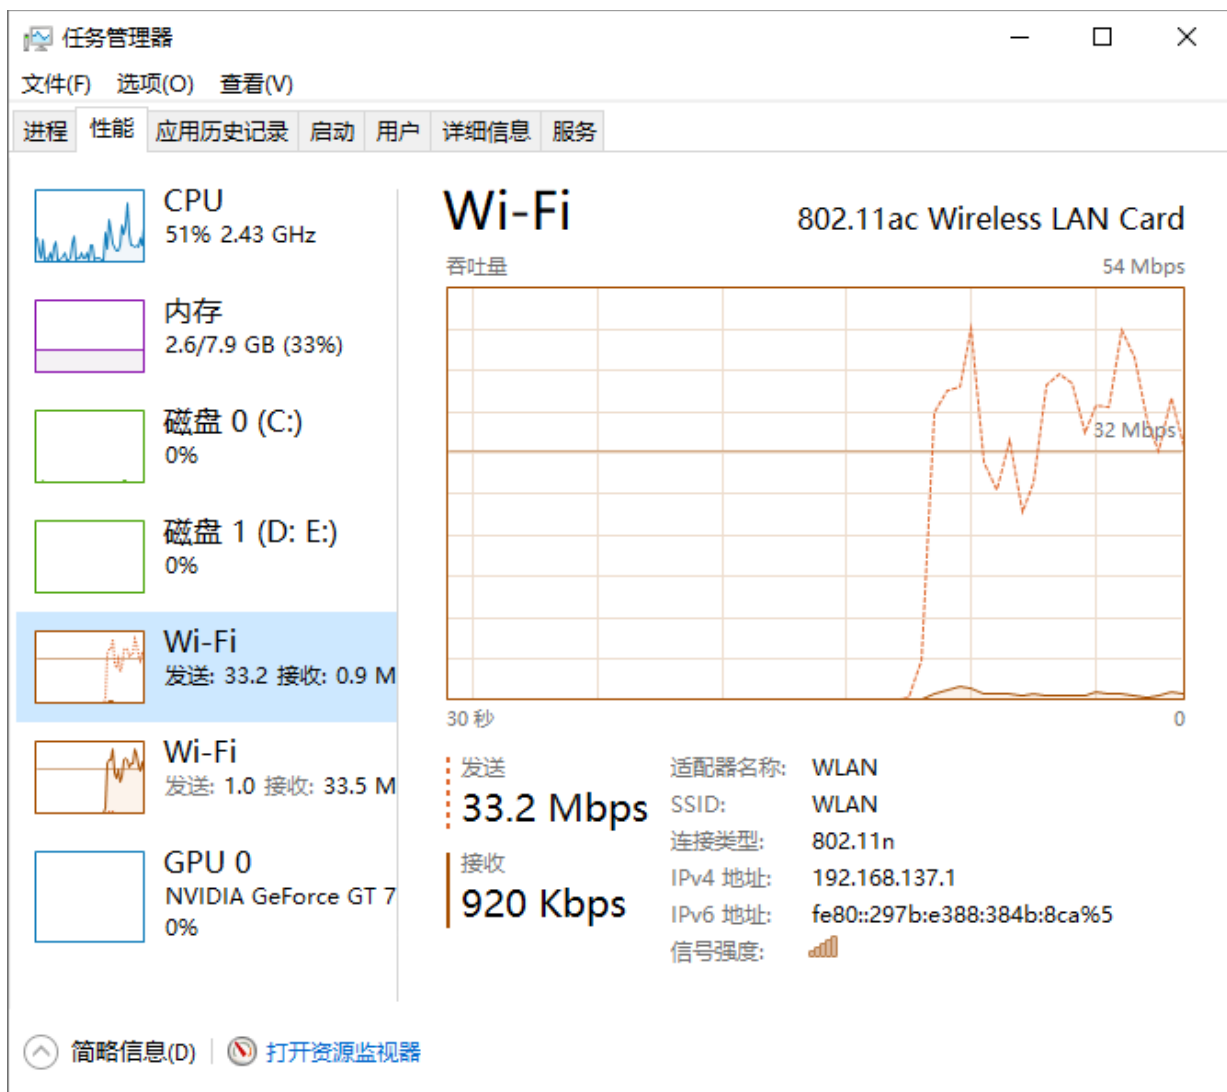 任务管理器
文件(F) 选项(O) 查看(V)
进程 性能 应用历史记录 启动 用户 详细信息 服务
CPU
51% 2.43 GHz
内存
2.6/7.9 GB (33%)
磁盘 0 (C:)
0%
磁盘 1 (D: E:)
0%
Wi-Fi
发送: 33.2 接收: 0.9 M
Wi-Fi
发送: 1.0 接收: 33.5 M
GPU 0
NVIDIA GeForce GT 7
0%
Wi-Fi 802.11ac Wireless LAN Card
吞吐量 54 Mbps
32 Mbps
30 秒 0
发送
33.2 Mbps
接收
920 Kbps
适配器名称: WLAN
SSID: WLAN
连接类型: 802.11n
IPv4 地址: 192.168.137.1
IPv6 地址: fe80::297b:e388:384b:8ca%5
信号强度:
简略信息(D) 打开资源监视器